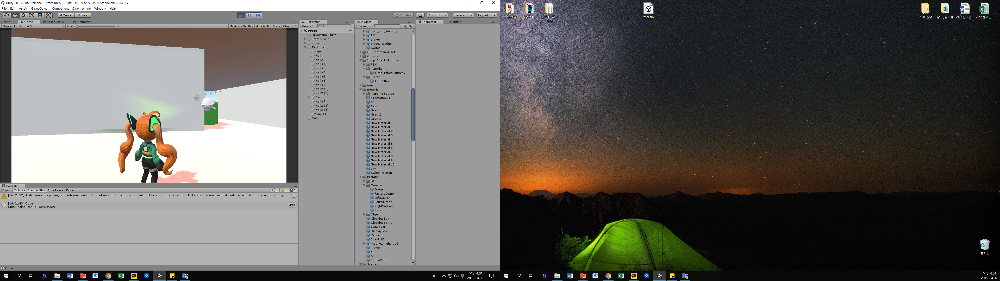 Unity 2018.3.0f2 Personal - Proto.unity - Build - PC, Mac & Linux Standalone <DX11>
File Edit Assets GameObject Component Cinemachine Window Help
Center Local
Collab Account Layers Layout
Scene Game Asset Store Animator
Display 1 16:9 Scale 1x Maximize On Play Mute Audio Stats Gizmos
Hierarchy
Create All
Proto
Directional Light
PatrolDrone
Player
Test_map1
floor
wall
wall2
wall (1)
wall (2)
wall (3)
wall (4)
wall (5)
wall (6)
wall2 (1)
wall2 (2)
Bar
wall (7)
wall2 (3)
wall2 (4)
floor (1)
Cube
Project
Create
map_sub_dummy
PC
player
stage1 testing
Switch
GE Common Assets
Gizmos
Jump_Effect_dummy
FBX
Material
Jump_Effect_dummy
Prefab
JumpEffect
mesh
meterial
Mapping source
b14bjotto001
dd
Gren
Gren 1
Gren 2
Gren 3
New Material
New Material 1
New Material 2
New Material 3
New Material 4
New Material 5
New Material 6
New Material 7
New Material 8
New Material 9
New Material 10
sky
Switch_Button
Prefabs
BG
Monster
Drone
FactoryOwner
LeftSauron
PatrolDrone
RightSauron
Sauron
Object
ClockingBox
ClockingBox 1
Conveyor
DisplayBox
Drone
Event_UI
map_01_light_uv2
Player
t1
t2
ThrowDrum
Scenes
Inspector Lighting
Console
Clear Collapse Clear on Play Error Pause Editor 1 1 0
[16:01:32] Audio source is playing an ambisonic audio clip, but an ambisonic decoder could not be created successfully. Make sure an ambisonic decoder is selected in the audio settings. 1
[16:01:43] Cube 493
UnityEngine.Debug:Log(Object)
Cube
오후 4:01
2019-04-18
고릴라 박스
기획
rotor.fbx
과제 폴더
참고_공부용
기획실무연...
기획실무연...
휴지통
오후 4:01
2019-04-18